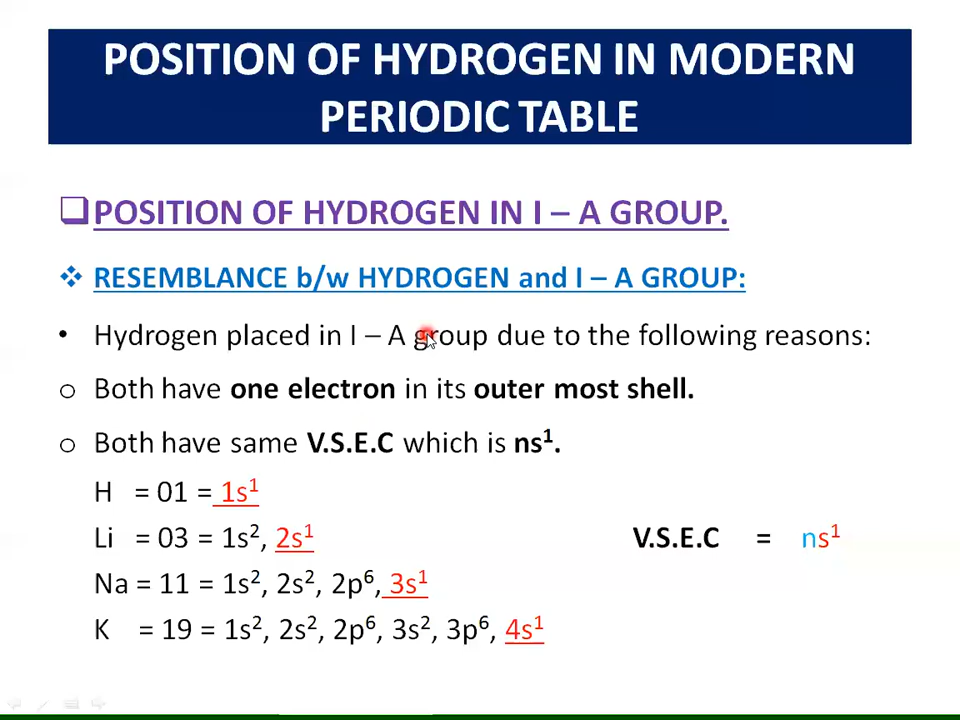 POSITION OF HYDROGEN IN MODERN
PERIODIC TABLE
POSITION OF HYDROGEN IN I – A GROUP.
RESEMBLANCE b/w HYDROGEN and I – A GROUP:
• Hydrogen placed in I – A group due to the following reasons:
o Both have one electron in its outer most shell.
o Both have same V.S.E.C which is ns¹.
H = 01 = 1s¹
Li = 03 = 1s², 2s¹ V.S.E.C = ns¹
Na = 11 = 1s², 2s², 2p⁶, 3s¹
K = 19 = 1s², 2s², 2p⁶, 3s², 3p⁶, 4s¹